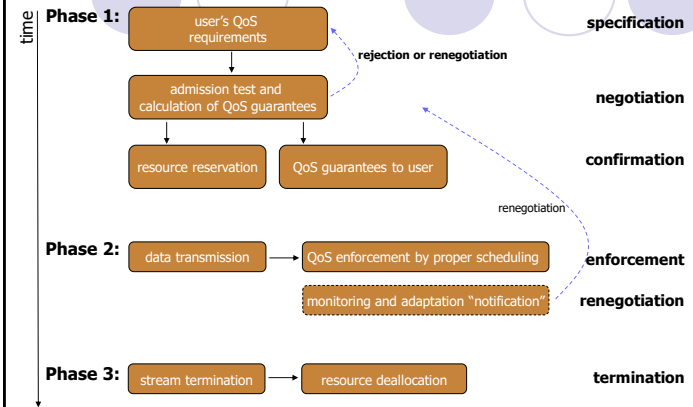 time
Phase 1:
user's QoS
requirements
specification
rejection or renegotiation
admission test and
calculation of QoS guarantees
negotiation
resource reservation
QoS guarantees to user
confirmation
renegotiation
Phase 2:
data transmission
QoS enforcement by proper scheduling
enforcement
monitoring and adaptation “notification”
renegotiation
Phase 3:
stream termination
resource deallocation
termination